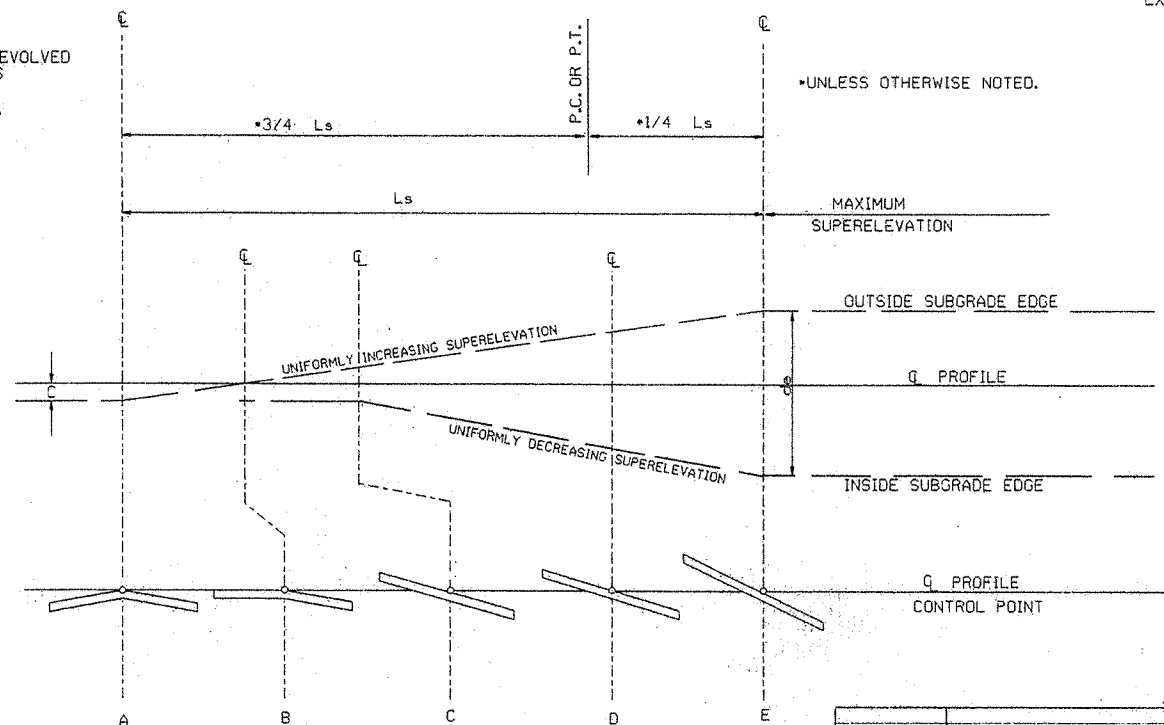 EX
EVOLVED
℄
℄
P.C. OR P.T.
*UNLESS OTHERWISE NOTED.
*3/4 Ls
*1/4 Ls
Ls
MAXIMUM
SUPERELEVATION
℄
℄
℄
OUTSIDE SUBGRADE EDGE
UNIFORMLY INCREASING SUPERELEVATION
C
℄ PROFILE
UNIFORMLY DECREASING SUPERELEVATION
INSIDE SUBGRADE EDGE
℄ PROFILE
CONTROL POINT
A
B
C
D
E